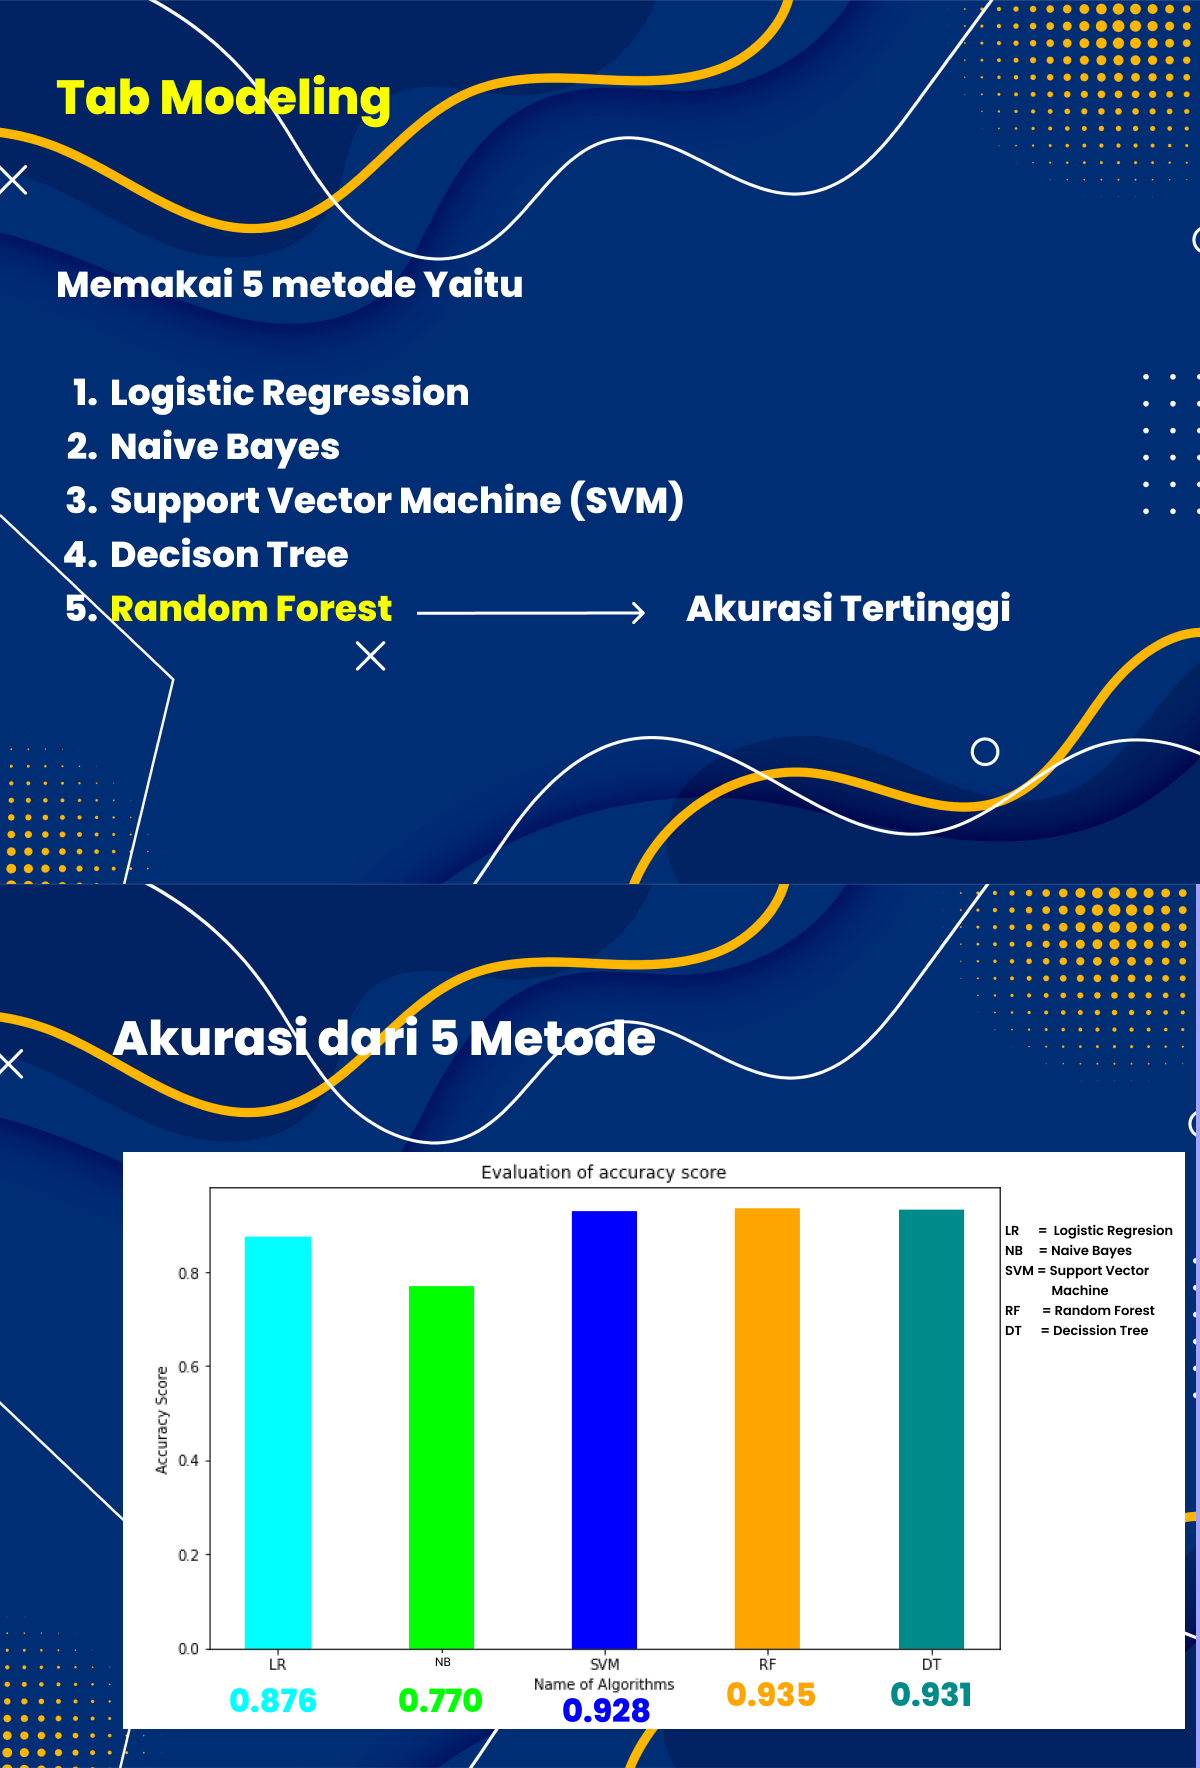 Tab Modeling
Memakai 5 metode Yaitu
1. Logistic Regression
2. Naive Bayes
3. Support Vector Machine (SVM)
4. Decison Tree
5. Random Forest
Akurasi Tertinggi
Akurasi dari 5 Metode
Evaluation of accuracy score
Accuracy Score
0.8
0.6
0.4
0.2
0.0
LR NB SVM RF DT
Name of Algorithms
0.876 0.770 0.928 0.935 0.931
LR = Logistic Regresion
NB = Naive Bayes
SVM = Support Vector
Machine
RF = Random Forest
DT = Decission Tree